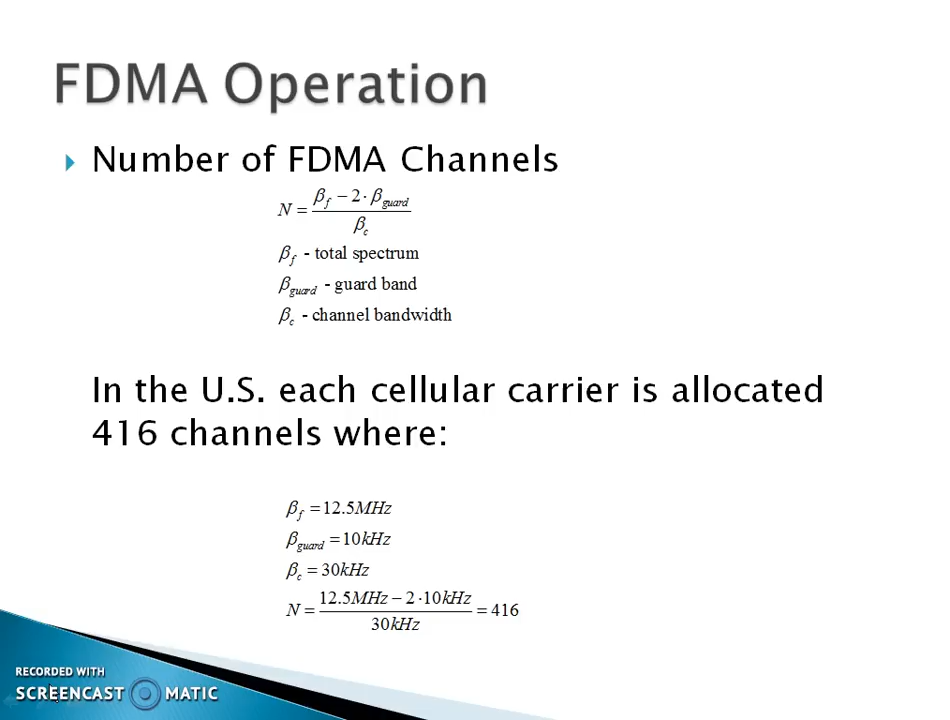 FDMA Operation
Number of FDMA Channels
N = (β_f − 2·β_guard) / β_c
β_f - total spectrum
β_guard - guard band
β_c - channel bandwidth
In the U.S. each cellular carrier is allocated
416 channels where:
β_f = 12.5MHz
β_guard = 10kHz
β_c = 30kHz
N = (12.5MHz − 2·10kHz) / 30kHz = 416
RECORDED WITH
SCREENCAST MATIC